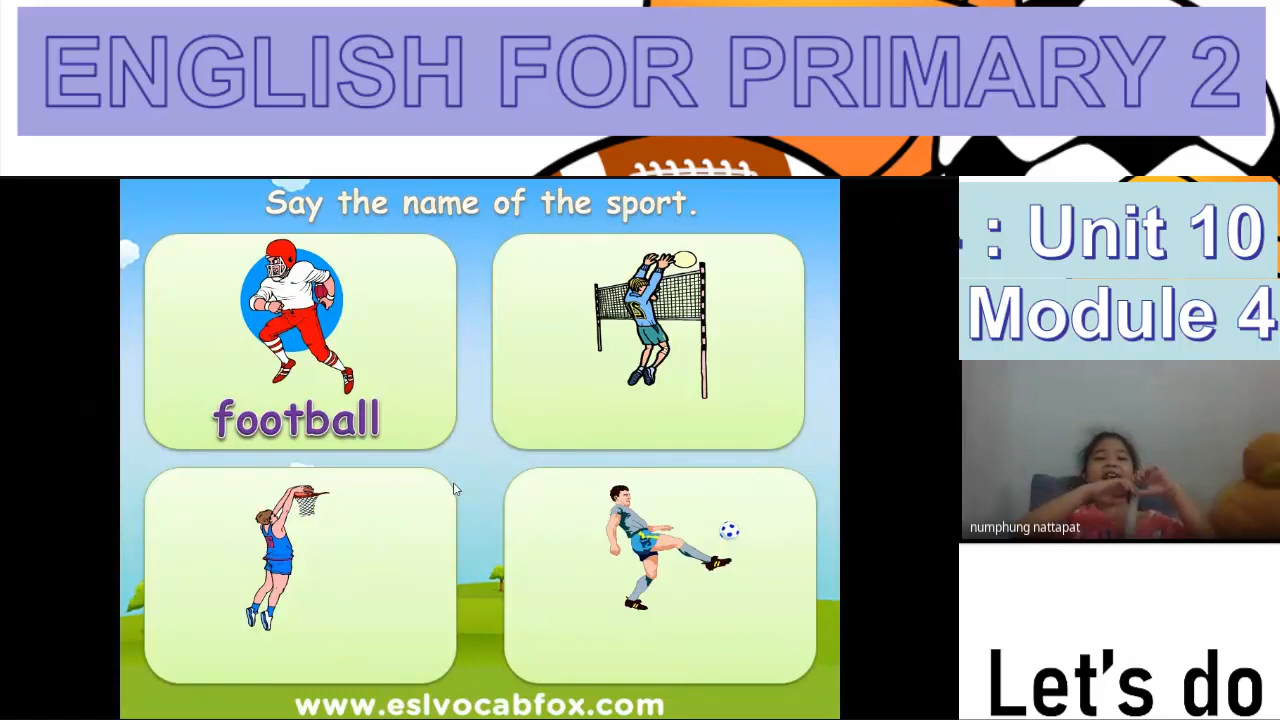 ENGLISH FOR PRIMARY 2
Say the name of the sport.
football
www.eslvocabfox.com
: Unit 10
Module 4
numphung nattapat
Let's do